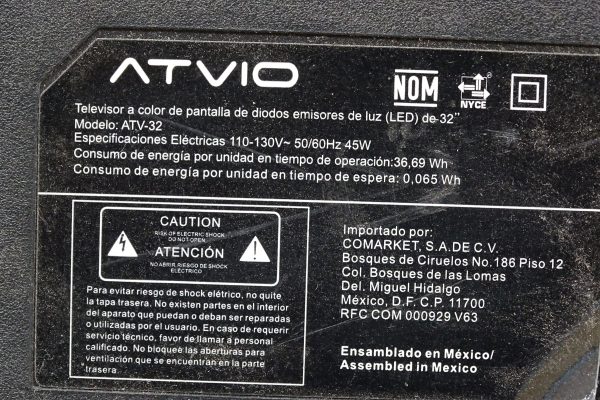 ATVIO
NOM
NYCE
Televisor a color de pantalla de diodos emisores de luz (LED) de 32"
Modelo: ATV-32
Especificaciones Eléctricas 110-130V~ 50/60Hz 45W
Consumo de energía por unidad en tiempo de operación:36,69 Wh
Consumo de energía por unidad en tiempo de espera: 0,065 Wh
CAUTION
RISK OF ELECTRIC SHOCK
DO NOT OPEN
ATENCIÓN
NO ABRIR, RIESGO DE SHOCK
ELÉCTRICO
Para evitar riesgo de shock elétrico, no quite
la tapa trasera. No existen partes en el interior
del aparato que puedan o deban ser reparadas
o utilizadas por el usuario. En caso de requerir
servicio técnico, favor de llamar a personal
calificado. No bloquee las aberturas para
ventilación que se encuentran en la parte
trasera.
Importado por:
COMARKET, S.A. DE C.V.
Bosques de Ciruelos No. 186 Piso 12
Col. Bosques de las Lomas
Del. Miguel Hidalgo
México, D.F. C.P. 11700
RFC COM 000929 V63
Ensamblado en México/
Assembled in Mexico